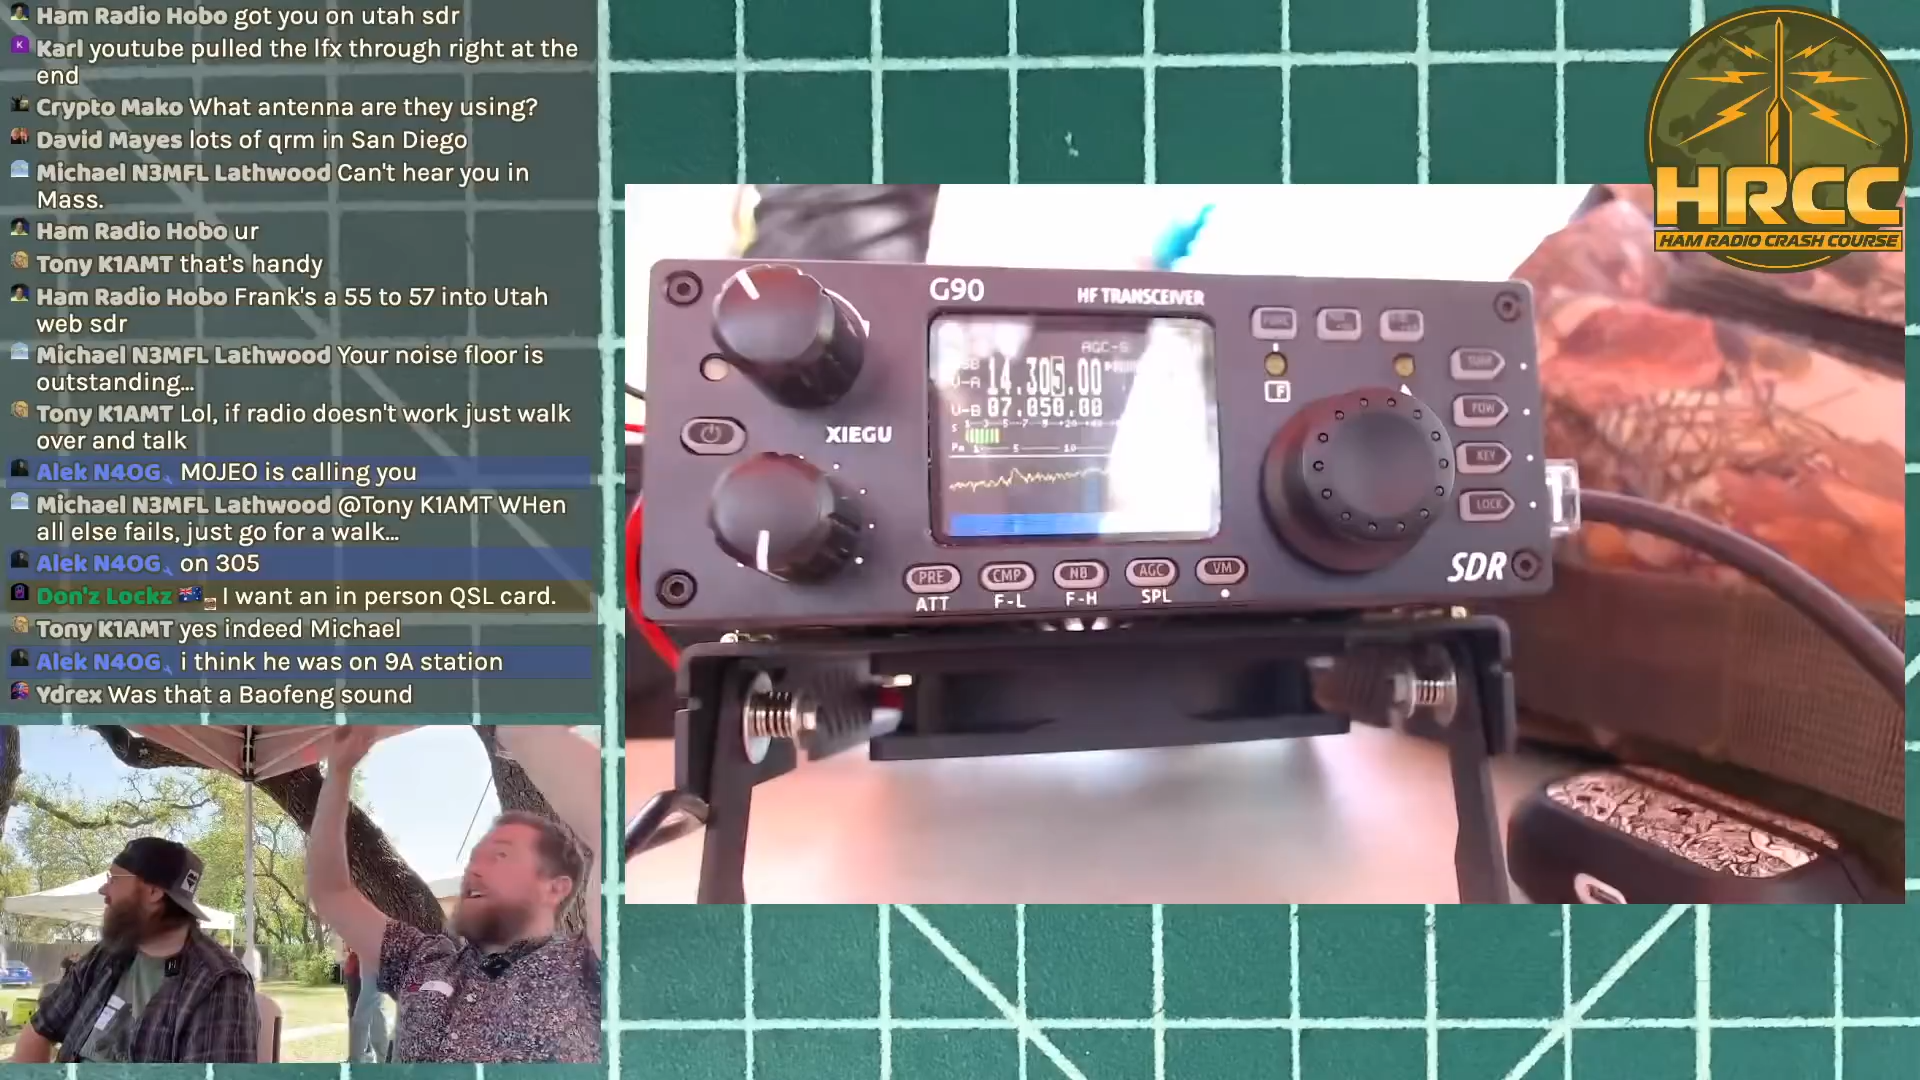 Ham Radio Hobo got you on utah sdr
Karl youtube pulled the lfx through right at the
end
Crypto Mako What antenna are they using?
David Mayes lots of qrm in San Diego
Michael N3MFL Lathwood Can't hear you in
Mass.
Ham Radio Hobo ur
Tony K1AMT that's handy
Ham Radio Hobo Frank's a 55 to 57 into Utah
web sdr
Michael N3MFL Lathwood Your noise floor is
outstanding...
Tony K1AMT Lol, if radio doesn't work just walk
over and talk
Alek N4OG MOJEO is calling you
Michael N3MFL Lathwood @Tony K1AMT WHen
all else fails, just go for a walk...
Alek N4OG on 305
Don'z Lockz I want an in person QSL card.
Tony K1AMT yes indeed Michael
Alek N4OG i think he was on 9A station
Ydrex Was that a Baofeng sound
HRCC
HAM RADIO CRASH COURSE
G90
HF TRANSCEIVER
AGC-S
14.305.00
V-B 07.050.00
XIEGU
F
POW
KEY
LOCK
SDR
PRE CMP NB AGC VM
ATT F-L F-H SPL